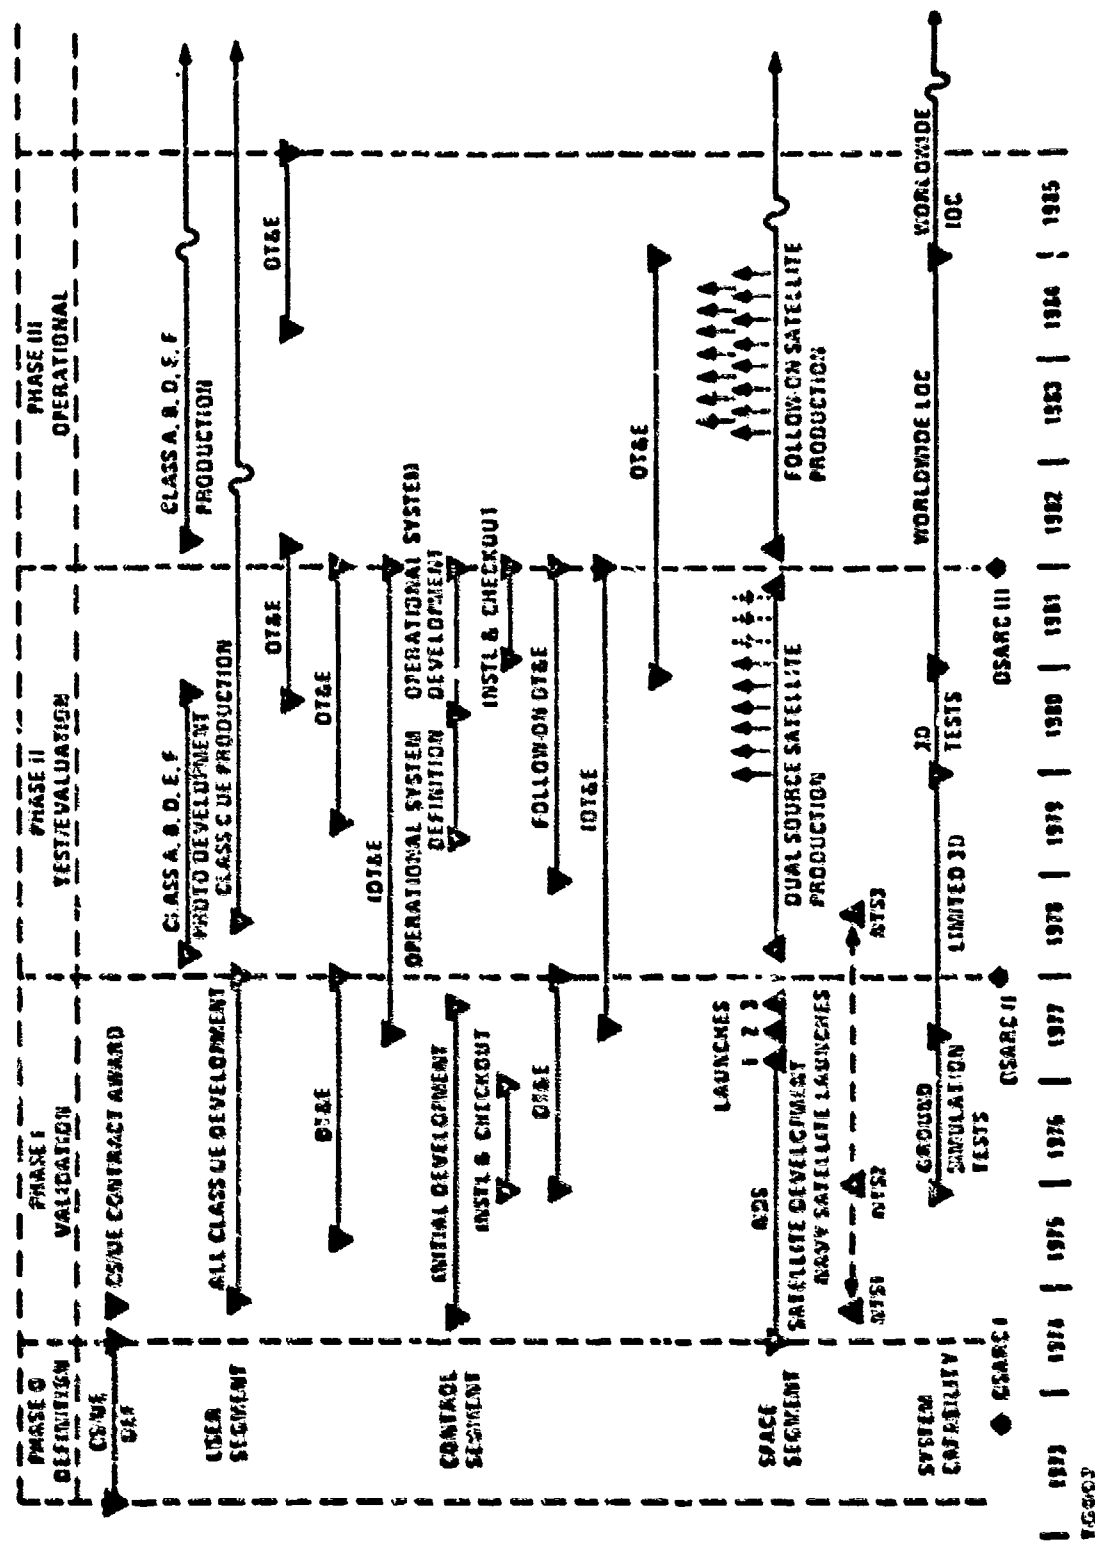 PHASE 0
DEFINITION
PHASE I
VALIDATION
PHASE II
TEST/EVALUATION
PHASE III
OPERATIONAL
CS/UE
DEF
CS/UE CONTRACT AWARD
USER
SEGMENT
ALL CLASS UE DEVELOPMENT
CLASS A, B, D, E, F
PROTO DEVELOPMENT
CLASS C UE PRODUCTION
CLASS A, B, D, E, F
PRODUCTION
OT&E
OT&E
DT&E
OT&E
IOT&E
CONTROL
SEGMENT
INITIAL DEVELOPMENT
OPERATIONAL SYSTEM
DEFINITION
OPERATIONAL SYSTEM
DEVELOPMENT
INSTL & CHECKOUT
INSTL & CHECKOUT
DT&E
FOLLOW-ON DT&E
IOT&E
OT&E
SPACE
SEGMENT
LAUNCHES
1 2 3
NDS
SATELLITE DEVELOPMENT
NAVY SATELLITE LAUNCHES
NTS1
NTS2
NTS3
DUAL SOURCE SATELLITE
PRODUCTION
FOLLOW-ON SATELLITE
PRODUCTION
SYSTEM
CAPABILITY
GROUND
SIMULATION
TESTS
LIMITED 3D
TESTS
WORLDWIDE LOC
WORLDWIDE
IOC
DSARC I
DSARC II
DSARC III
1973
1974
1975
1976
1977
1978
1979
1980
1981
1982
1983
1984
1985